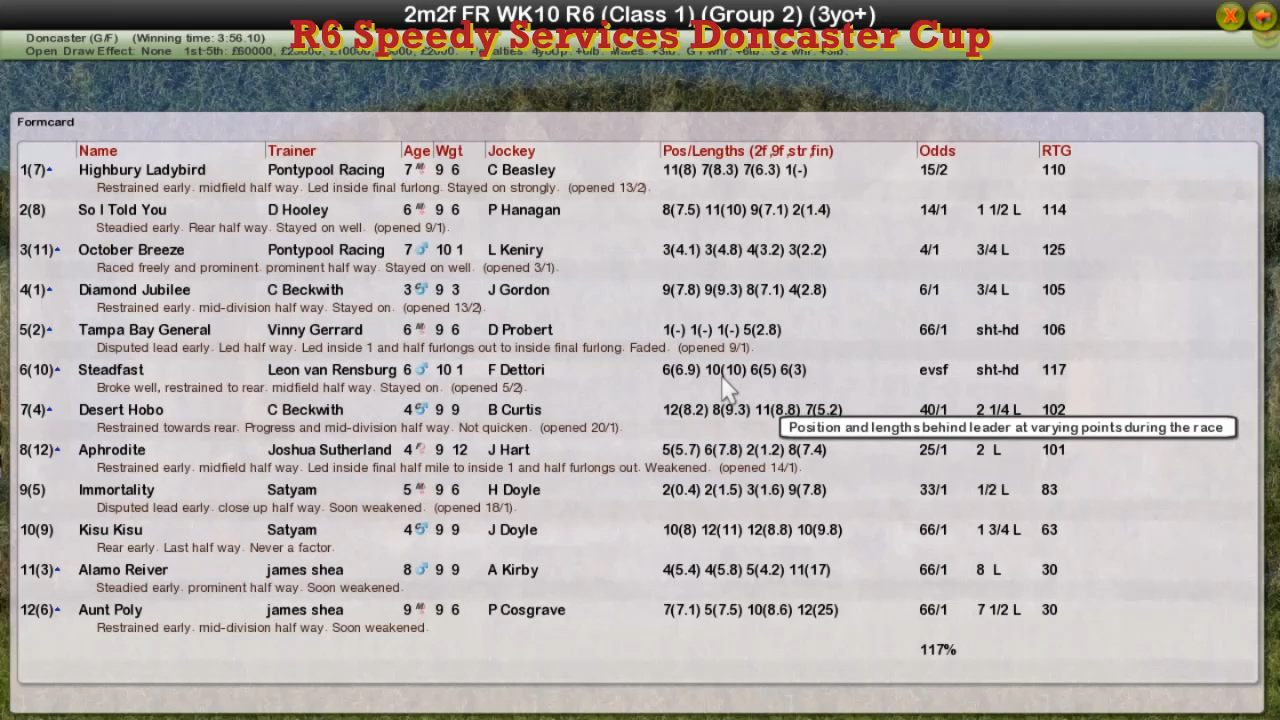 2m2f FR WK10 R6 (Class 1) (Group 2) (3yo+)
R6 Speedy Services Doncaster Cup
Doncaster (G/F) (Winning time: 3:56.10)
Open Draw Effect: None 1st-5th: £60000,
Formcard
Name Trainer Age Wgt Jockey Pos/Lengths (2f,9f,str,fin) Odds RTG
1(7) Highbury Ladybird Pontypool Racing 7 9 6 C Beasley 11(8) 7(8.3) 7(6.3) 1(-) 15/2 110
Restrained early. midfield half way. Led inside final furlong. Stayed on strongly. (opened 13/2).
2(8) So I Told You D Hooley 6 9 6 P Hanagan 8(7.5) 11(10) 9(7.1) 2(1.4) 14/1 1 1/2 L 114
Steadied early. Rear half way. Stayed on well. (opened 9/1).
3(11) October Breeze Pontypool Racing 7 10 1 L Keniry 3(4.1) 3(4.8) 4(3.2) 3(2.2) 4/1 3/4 L 125
Raced freely and prominent. prominent half way. Stayed on well. (opened 3/1).
4(1) Diamond Jubilee C Beckwith 3 9 3 J Gordon 9(7.8) 9(9.3) 8(7.1) 4(2.8) 6/1 3/4 L 105
Restrained early. mid-division half way. Stayed on. (opened 13/2).
5(2) Tampa Bay General Vinny Gerrard 6 9 6 D Probert 1(-) 1(-) 1(-) 5(2.8) 66/1 sht-hd 106
Disputed lead early. Led half way. Led inside 1 and half furlongs out to inside final furlong. Faded. (opened 9/1).
6(10) Steadfast Leon van Rensburg 6 10 1 F Dettori 6(6.9) 10(10) 6(5) 6(3) evsf sht-hd 117
Broke well, restrained to rear. midfield half way. Stayed on. (opened 5/2).
7(4) Desert Hobo C Beckwith 4 9 9 B Curtis 12(8.2) 8(9.3) 11(8.8) 7(5.2) 40/1 2 1/4 L 102
Restrained towards rear. Progress and mid-division half way. Not quicken. (opened 20/1).
Position and lengths behind leader at varying points during the race
8(12) Aphrodite Joshua Sutherland 4 9 12 J Hart 5(5.7) 6(7.8) 2(1.2) 8(7.4) 25/1 2 L 101
Restrained early. midfield half way. Led inside final half mile to inside 1 and half furlongs out. Weakened. (opened 14/1).
9(5) Immortality Satyam 5 9 6 H Doyle 2(0.4) 2(1.5) 3(1.6) 9(7.8) 33/1 1/2 L 83
Disputed lead early. close up half way. Soon weakened. (opened 18/1).
10(9) Kisu Kisu Satyam 4 9 9 J Doyle 10(8) 12(11) 12(8.8) 10(9.8) 66/1 1 3/4 L 63
Rear early. Last half way. Never a factor.
11(3) Alamo Reiver james shea 8 9 9 A Kirby 4(5.4) 4(5.8) 5(4.2) 11(17) 66/1 8 L 30
Steadied early. prominent half way. Soon weakened.
12(6) Aunt Poly james shea 9 9 6 P Cosgrave 7(7.1) 5(7.5) 10(8.6) 12(25) 66/1 7 1/2 L 30
Restrained early. mid-division half way. Soon weakened.
117%